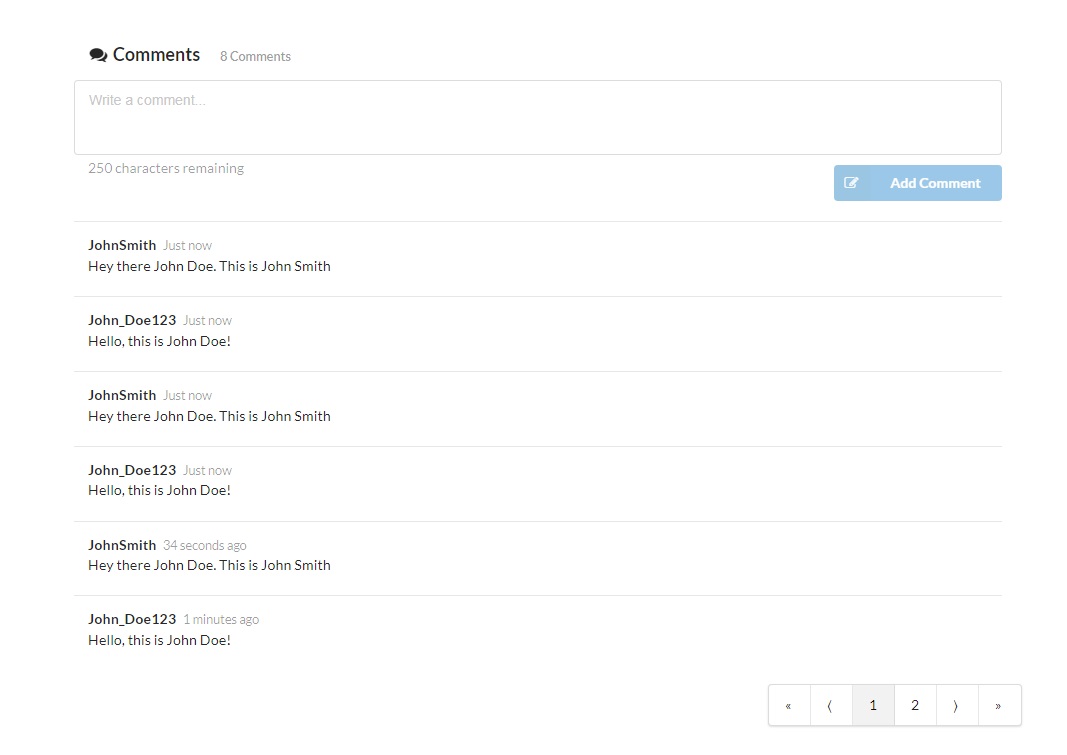 Comments 8 Comments
Write a comment...
250 characters remaining
Add Comment
JohnSmith Just now
Hey there John Doe. This is John Smith
John_Doe123 Just now
Hello, this is John Doe!
JohnSmith Just now
Hey there John Doe. This is John Smith
John_Doe123 Just now
Hello, this is John Doe!
JohnSmith 34 seconds ago
Hey there John Doe. This is John Smith
John_Doe123 1 minutes ago
Hello, this is John Doe!
« ⟨ 1 2 ⟩ »